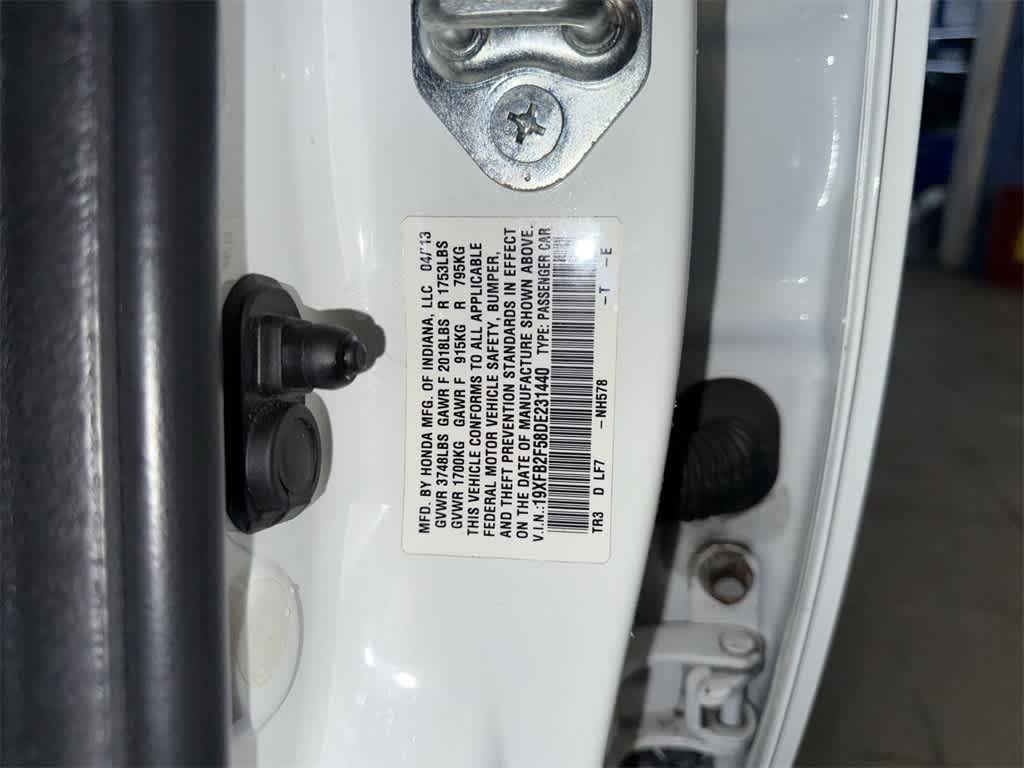 MFD. BY HONDA MFG. OF INDIANA, LLC 04/13
GVWR 3748LBS GAWR F 2018LBS R 1753LBS
GVWR 1700KG GAWR F 915KG R 795KG
THIS VEHICLE CONFORMS TO ALL APPLICABLE
FEDERAL MOTOR VEHICLE SAFETY, BUMPER,
AND THEFT PREVENTION STANDARDS IN EFFECT
ON THE DATE OF MANUFACTURE SHOWN ABOVE.
V.I.N.:19XFB2F58DE231440 TYPE: PASSENGER CAR
TR3 D LF7 -NH578 -T -E